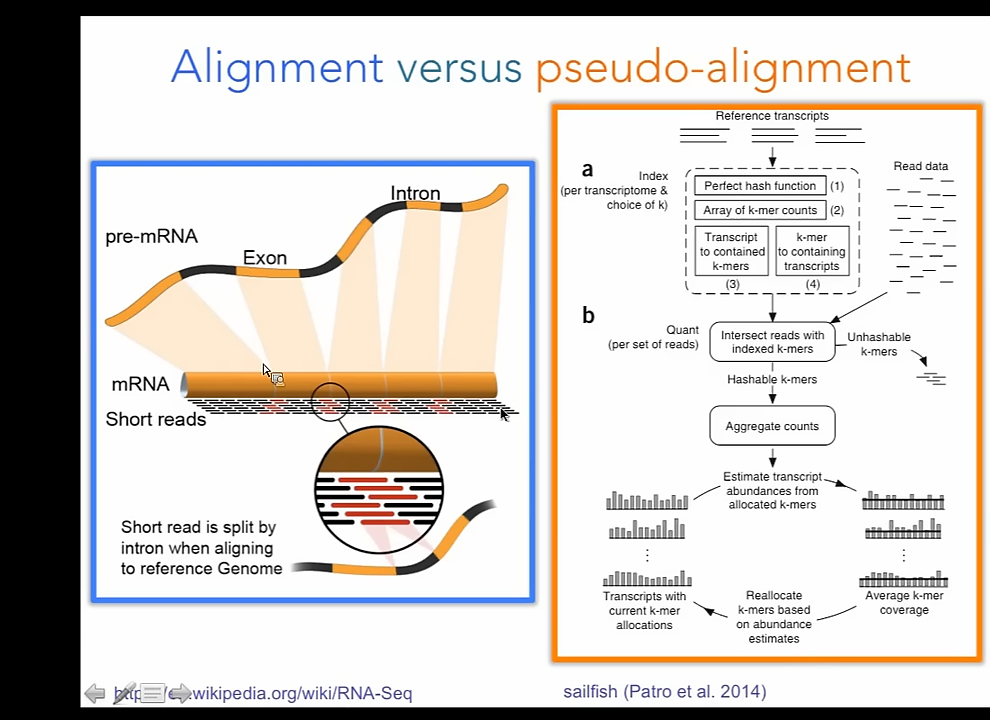 Alignment versus pseudo-alignment
Intron
pre-mRNA
Exon
mRNA
Short reads
Short read is split by
intron when aligning
to reference Genome
wikipedia.org/wiki/RNA-Seq
Reference transcripts
a
Index
(per transcriptome &
choice of k)
Perfect hash function (1)
Array of k-mer counts (2)
Transcript
to contained
k-mers
(3)
k-mer
to containing
transcripts
(4)
Read data
b
Quant
(per set of reads)
Intersect reads with
indexed k-mers
Unhashable
k-mers
Hashable k-mers
Aggregate counts
Estimate transcript
abundances from
allocated k-mers
Transcripts with
current k-mer
allocations
Reallocate
k-mers based
on abundance
estimates
Average k-mer
coverage
sailfish (Patro et al. 2014)